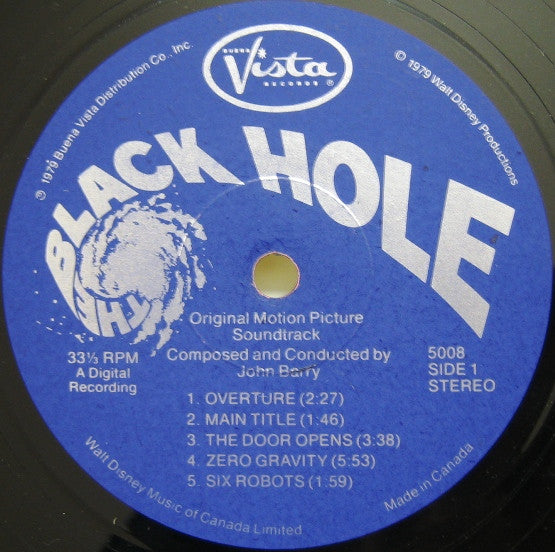 BUENA
Vista
RECORDS ®
℗ 1979 Buena Vista Distribution Co., Inc.
© 1979 Walt Disney Productions
THE BLACK HOLE
Original Motion Picture
Soundtrack
Composed and Conducted by
John Barry
33⅓ RPM
A Digital
Recording
5008
SIDE 1
STEREO
1. OVERTURE (2:27)
2. MAIN TITLE (1:46)
3. THE DOOR OPENS (3:38)
4. ZERO GRAVITY (5:53)
5. SIX ROBOTS (1:59)
Walt Disney Music of Canada Limited
Made in Canada